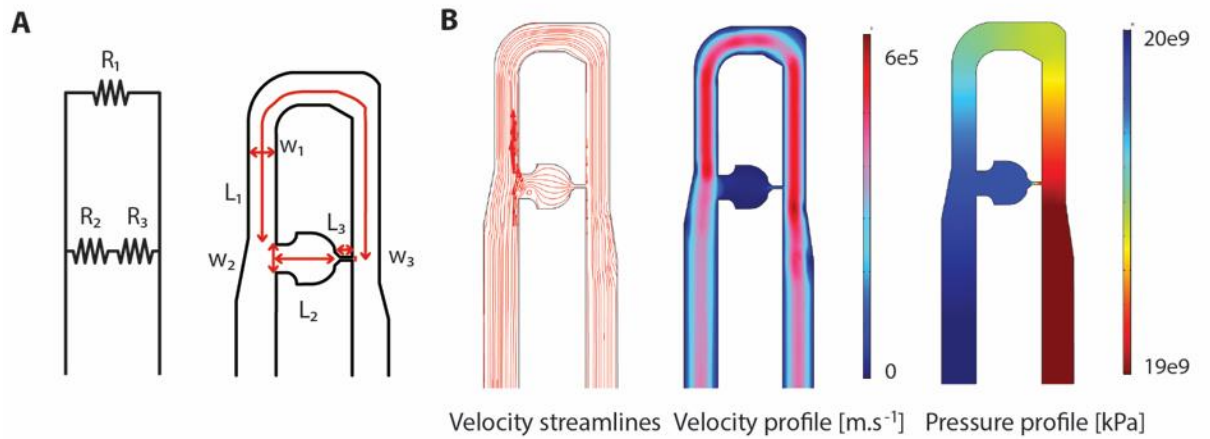 A
R₁
R₂
R₃
w₁
L₁
L₃
w₂
w₃
L₂
B
6e5
0
20e9
19e9
Velocity streamlines
Velocity profile [m.s⁻¹]
Pressure profile [kPa]